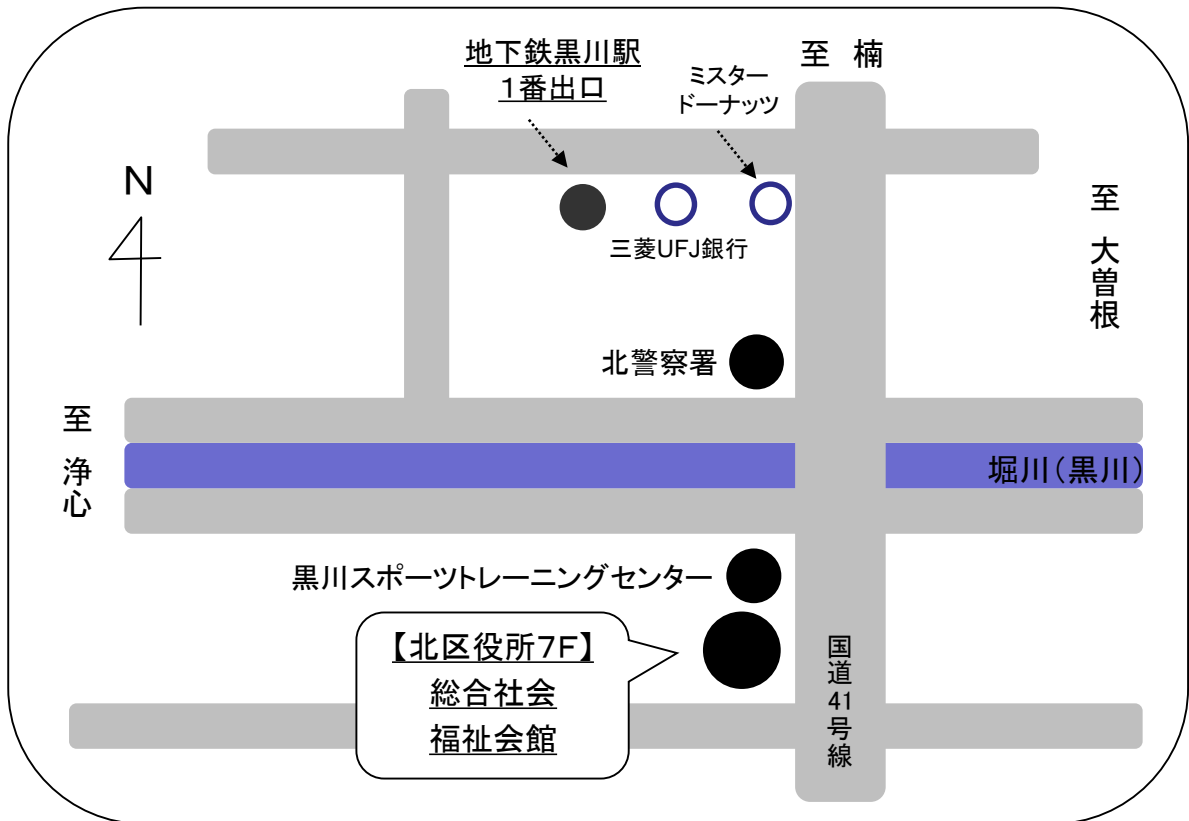 地下鉄黒川駅
1番出口
至 楠
ミスター
ドーナッツ
N
三菱UFJ銀行
至 大曽根
北警察署
至 浄心
堀川(黒川)
黒川スポーツトレーニングセンター
【北区役所7F】
総合社会
福祉会館
国道41号線